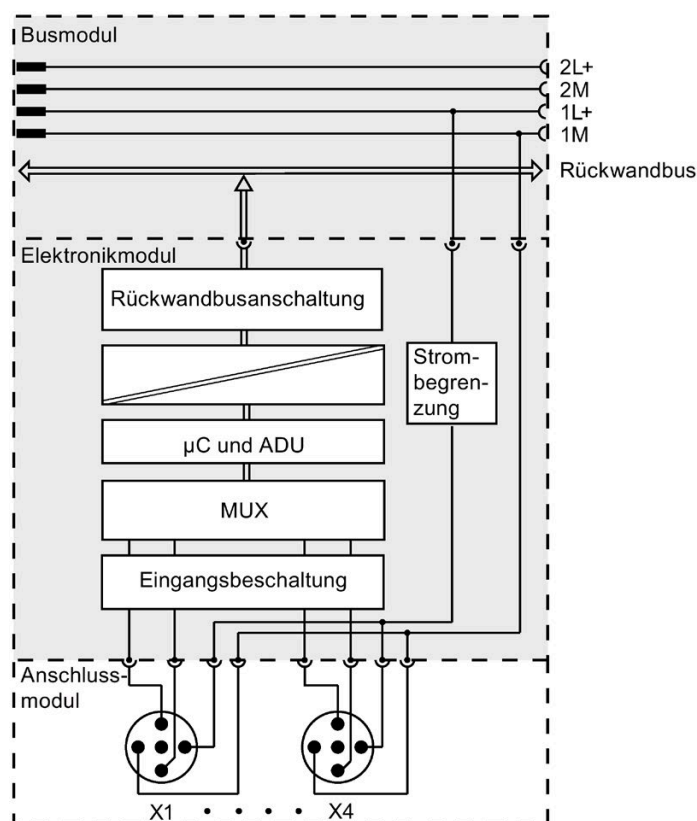 Busmodul
2L+
2M
1L+
1M
Rückwandbus
Elektronikmodul
Rückwandbusanschaltung
Strom-
begren-
zung
µC und ADU
MUX
Eingangsbeschaltung
Anschluss-
modul
X1 · · · · X4